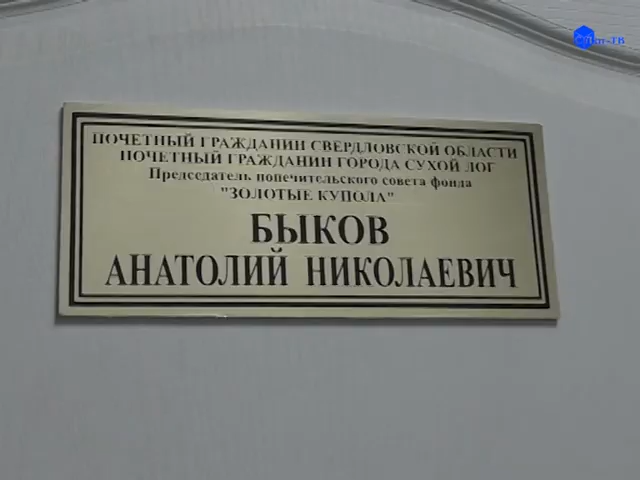 ПОЧЕТНЫЙ ГРАЖДАНИН СВЕРДЛОВСКОЙ ОБЛАСТИ
ПОЧЕТНЫЙ ГРАЖДАНИН ГОРОДА СУХОЙ ЛОГ
Председатель попечительского совета фонда
"ЗОЛОТЫЕ КУПОЛА"
БЫКОВ
АНАТОЛИЙ НИКОЛАЕВИЧ